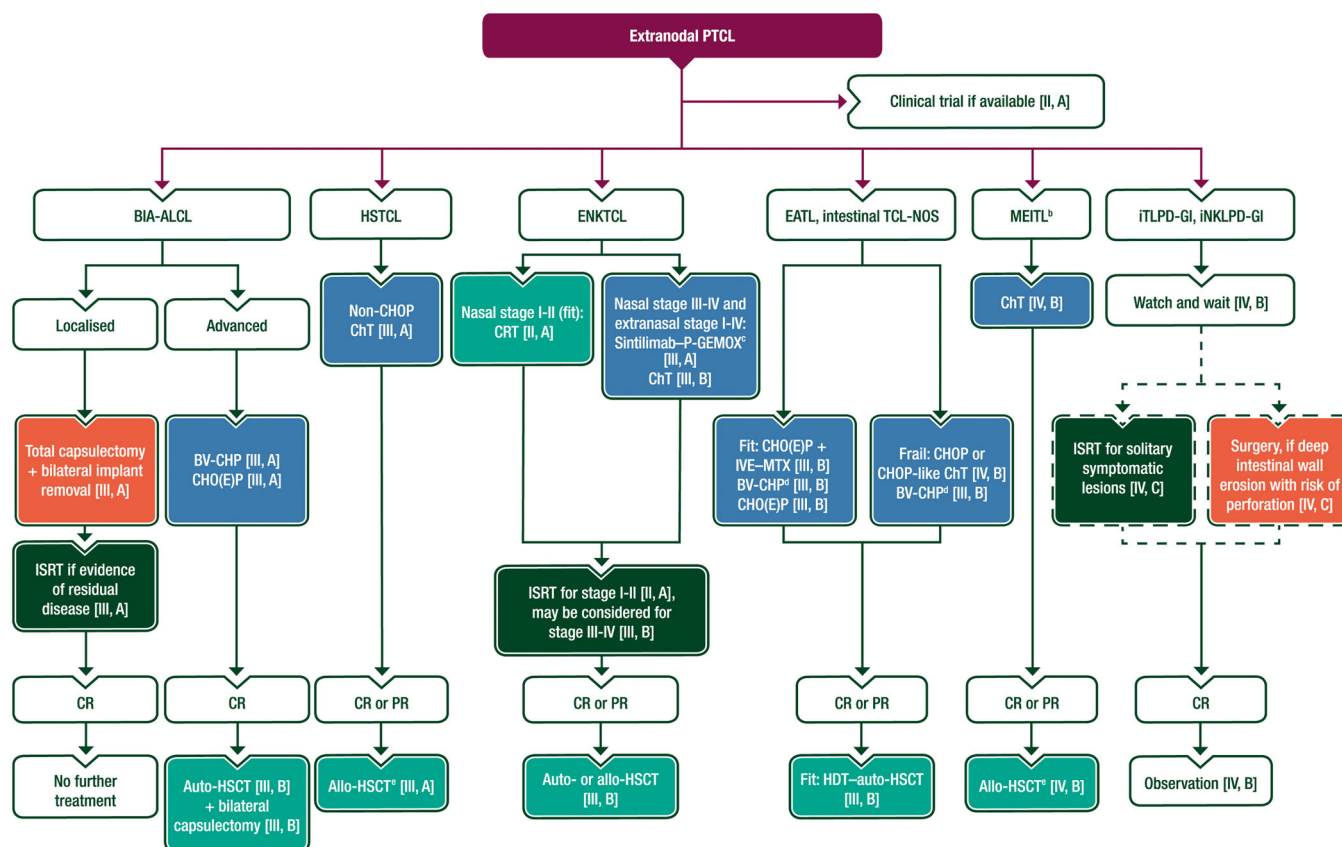 Extranodal PTCL
Clinical trial if available [II, A]
BIA-ALCL
HSTCL
ENKTCL
EATL, intestinal TCL-NOS
MEITLᵇ
iTLPD-GI, iNKLPD-GI
Localised
Advanced
Non-CHOP
ChT [III, A]
Nasal stage I-II (fit):
CRT [II, A]
Nasal stage III-IV and
extranasal stage I-IV:
Sintilimab–P-GEMOXᶜ
[III, A]
ChT [III, B]
ChT [IV, B]
Watch and wait [IV, B]
Total capsulectomy
+ bilateral implant
removal [III, A]
BV-CHP [III, A]
CHO(E)P [III, A]
Fit: CHO(E)P +
IVE–MTX [III, B]
BV-CHPᵈ [III, B]
CHO(E)P [III, B]
Frail: CHOP or
CHOP-like ChT [IV, B]
BV-CHPᵈ [III, B]
ISRT for solitary
symptomatic
lesions [IV, C]
Surgery, if deep
intestinal wall
erosion with risk of
perforation [IV, C]
ISRT if evidence
of residual
disease [III, A]
ISRT for stage I-II [II, A],
may be considered for
stage III-IV [III, B]
CR
CR
CR or PR
CR or PR
CR or PR
CR or PR
CR
No further
treatment
Auto-HSCT [III, B]
+ bilateral
capsulectomy [III, B]
Allo-HSCTᵉ [III, A]
Auto- or allo-HSCT
[III, B]
Fit: HDT–auto-HSCT
[III, B]
Allo-HSCTᵉ [IV, B]
Observation [IV, B]